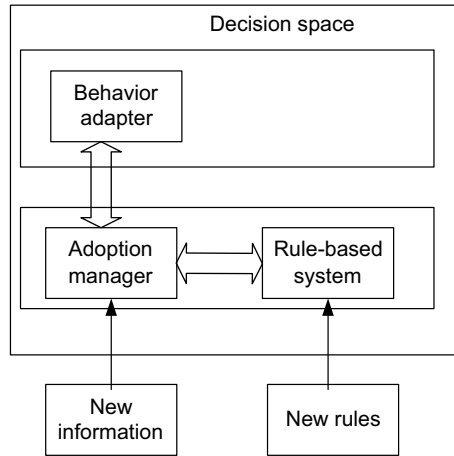 Decision space
Behavior
adapter
Adoption
manager
Rule-based
system
New
information
New rules